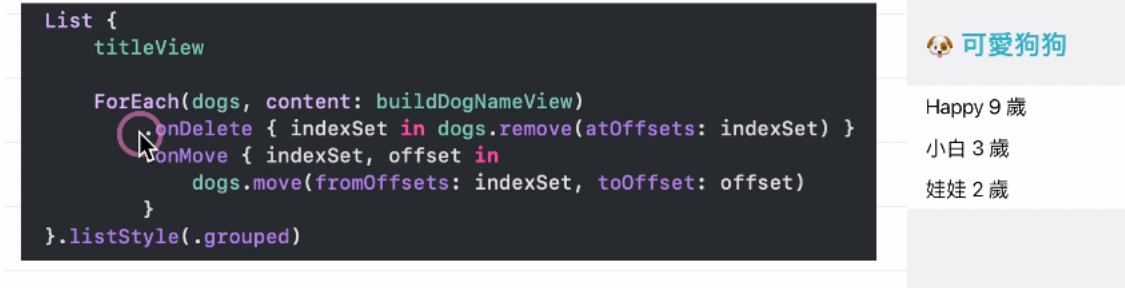 List {
titleView
ForEach(dogs, content: buildDogNameView)
.onDelete { indexSet in dogs.remove(atOffsets: indexSet) }
.onMove { indexSet, offset in
dogs.move(fromOffsets: indexSet, toOffset: offset)
}
}.listStyle(.grouped)
🐶 可愛狗狗
Happy 9 歲
小白 3 歲
娃娃 2 歲